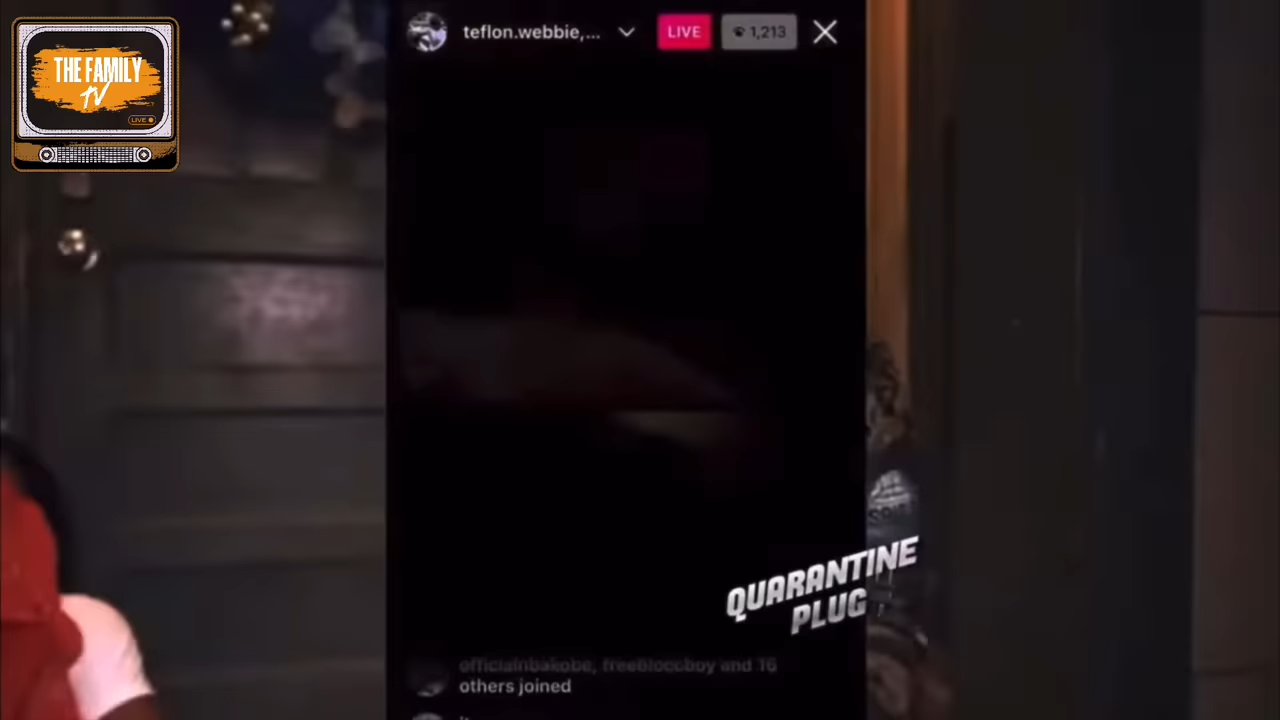 THE FAMILY
TV
LIVE
teflon.webbie,...
LIVE
1,213
QUARANTINE
PLUG
officialnbakobe, freebloccboy and 16
others joined